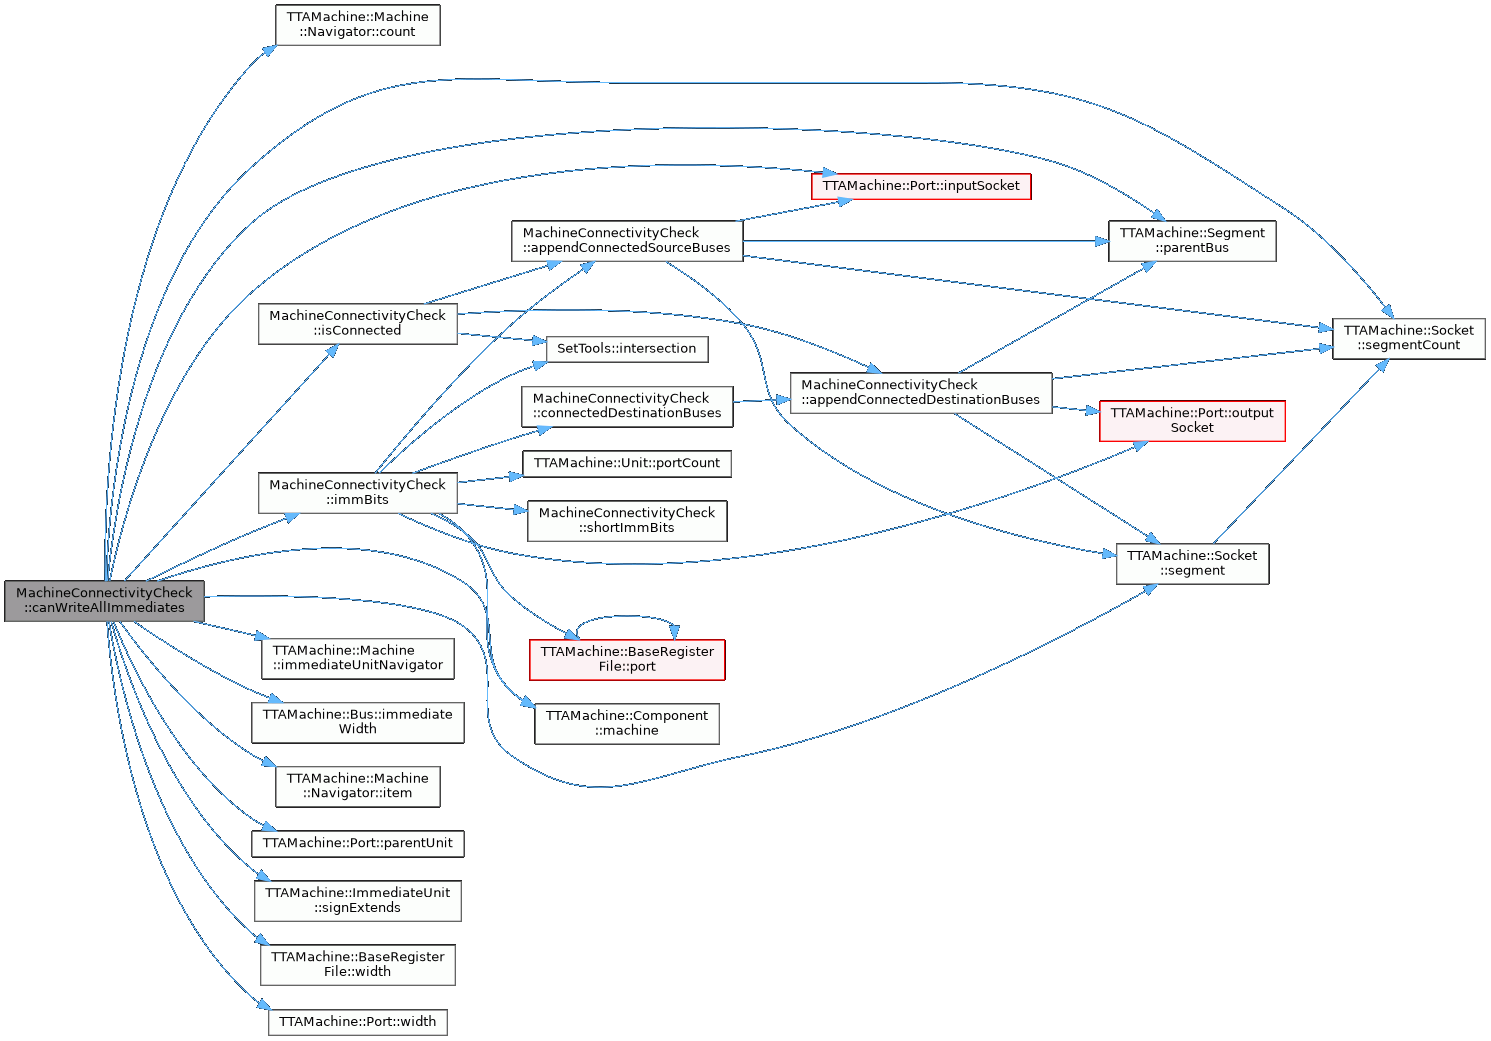 TTAMachine::Machine
::Navigator::count
TTAMachine::Port::inputSocket
MachineConnectivityCheck
::appendConnectedSourceBuses
TTAMachine::Segment
::parentBus
MachineConnectivityCheck
::isConnected
TTAMachine::Socket
::segmentCount
SetTools::intersection
MachineConnectivityCheck
::appendConnectedDestinationBuses
MachineConnectivityCheck
::connectedDestinationBuses
TTAMachine::Port::output
Socket
TTAMachine::Unit::portCount
MachineConnectivityCheck
::immBits
MachineConnectivityCheck
::shortImmBits
TTAMachine::Socket
::segment
MachineConnectivityCheck
::canWriteAllImmediates
TTAMachine::Machine
::immediateUnitNavigator
TTAMachine::BaseRegister
File::port
TTAMachine::Bus::immediate
Width
TTAMachine::Component
::machine
TTAMachine::Machine
::Navigator::item
TTAMachine::Port::parentUnit
TTAMachine::ImmediateUnit
::signExtends
TTAMachine::BaseRegister
File::width
TTAMachine::Port::width